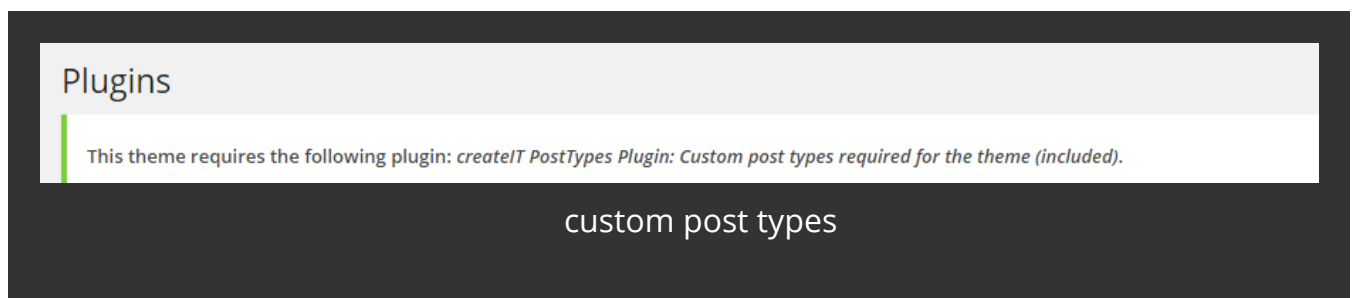 Plugins
This theme requires the following plugin: createIT PostTypes Plugin: Custom post types required for the theme (included).
custom post types